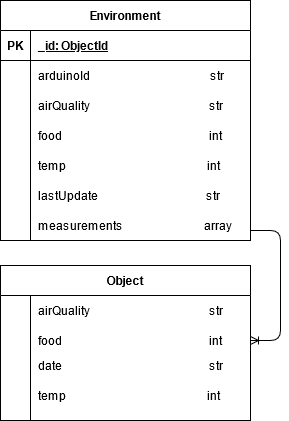 Environment
PK _id:ObjectId
arduinoId str
airQuality str
food int
temp int
lastUpdate str
measurements array
Object
airQuality str
food int
date str
temp int